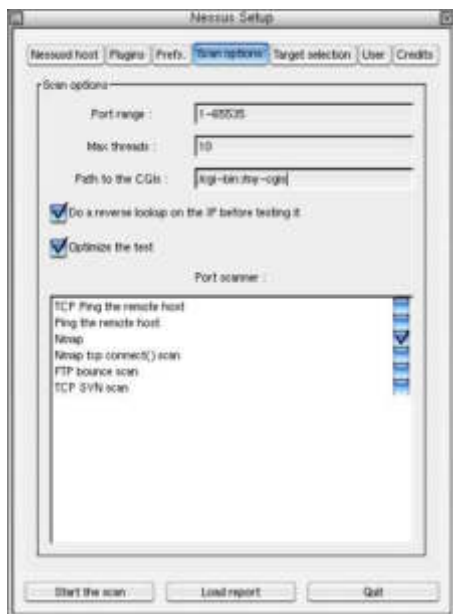 Nessus Setup
Nessusd host Plugins Prefs. Scan options Target selection User Credits
Scan options
Port range : 1-65535
Max threads : 10
Path to the CGIs : /cgi-bin:/my-cgis
Do a reverse lookup on the IP before testing it
Optimize the test
Port scanner :
TCP Ping the remote host
Ping the remote host
Nmap
Nmap tcp connect() scan
FTP bounce scan
TCP SYN scan
Start the scan Load report Quit